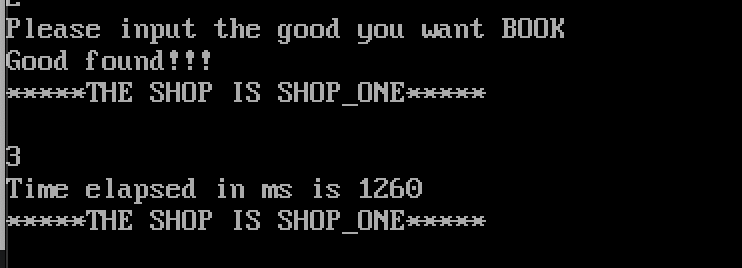 Please input the good you want BOOK
Good found!!!
*****THE SHOP IS SHOP_ONE*****
3
Time elapsed in ms is 1260
*****THE SHOP IS SHOP_ONE*****